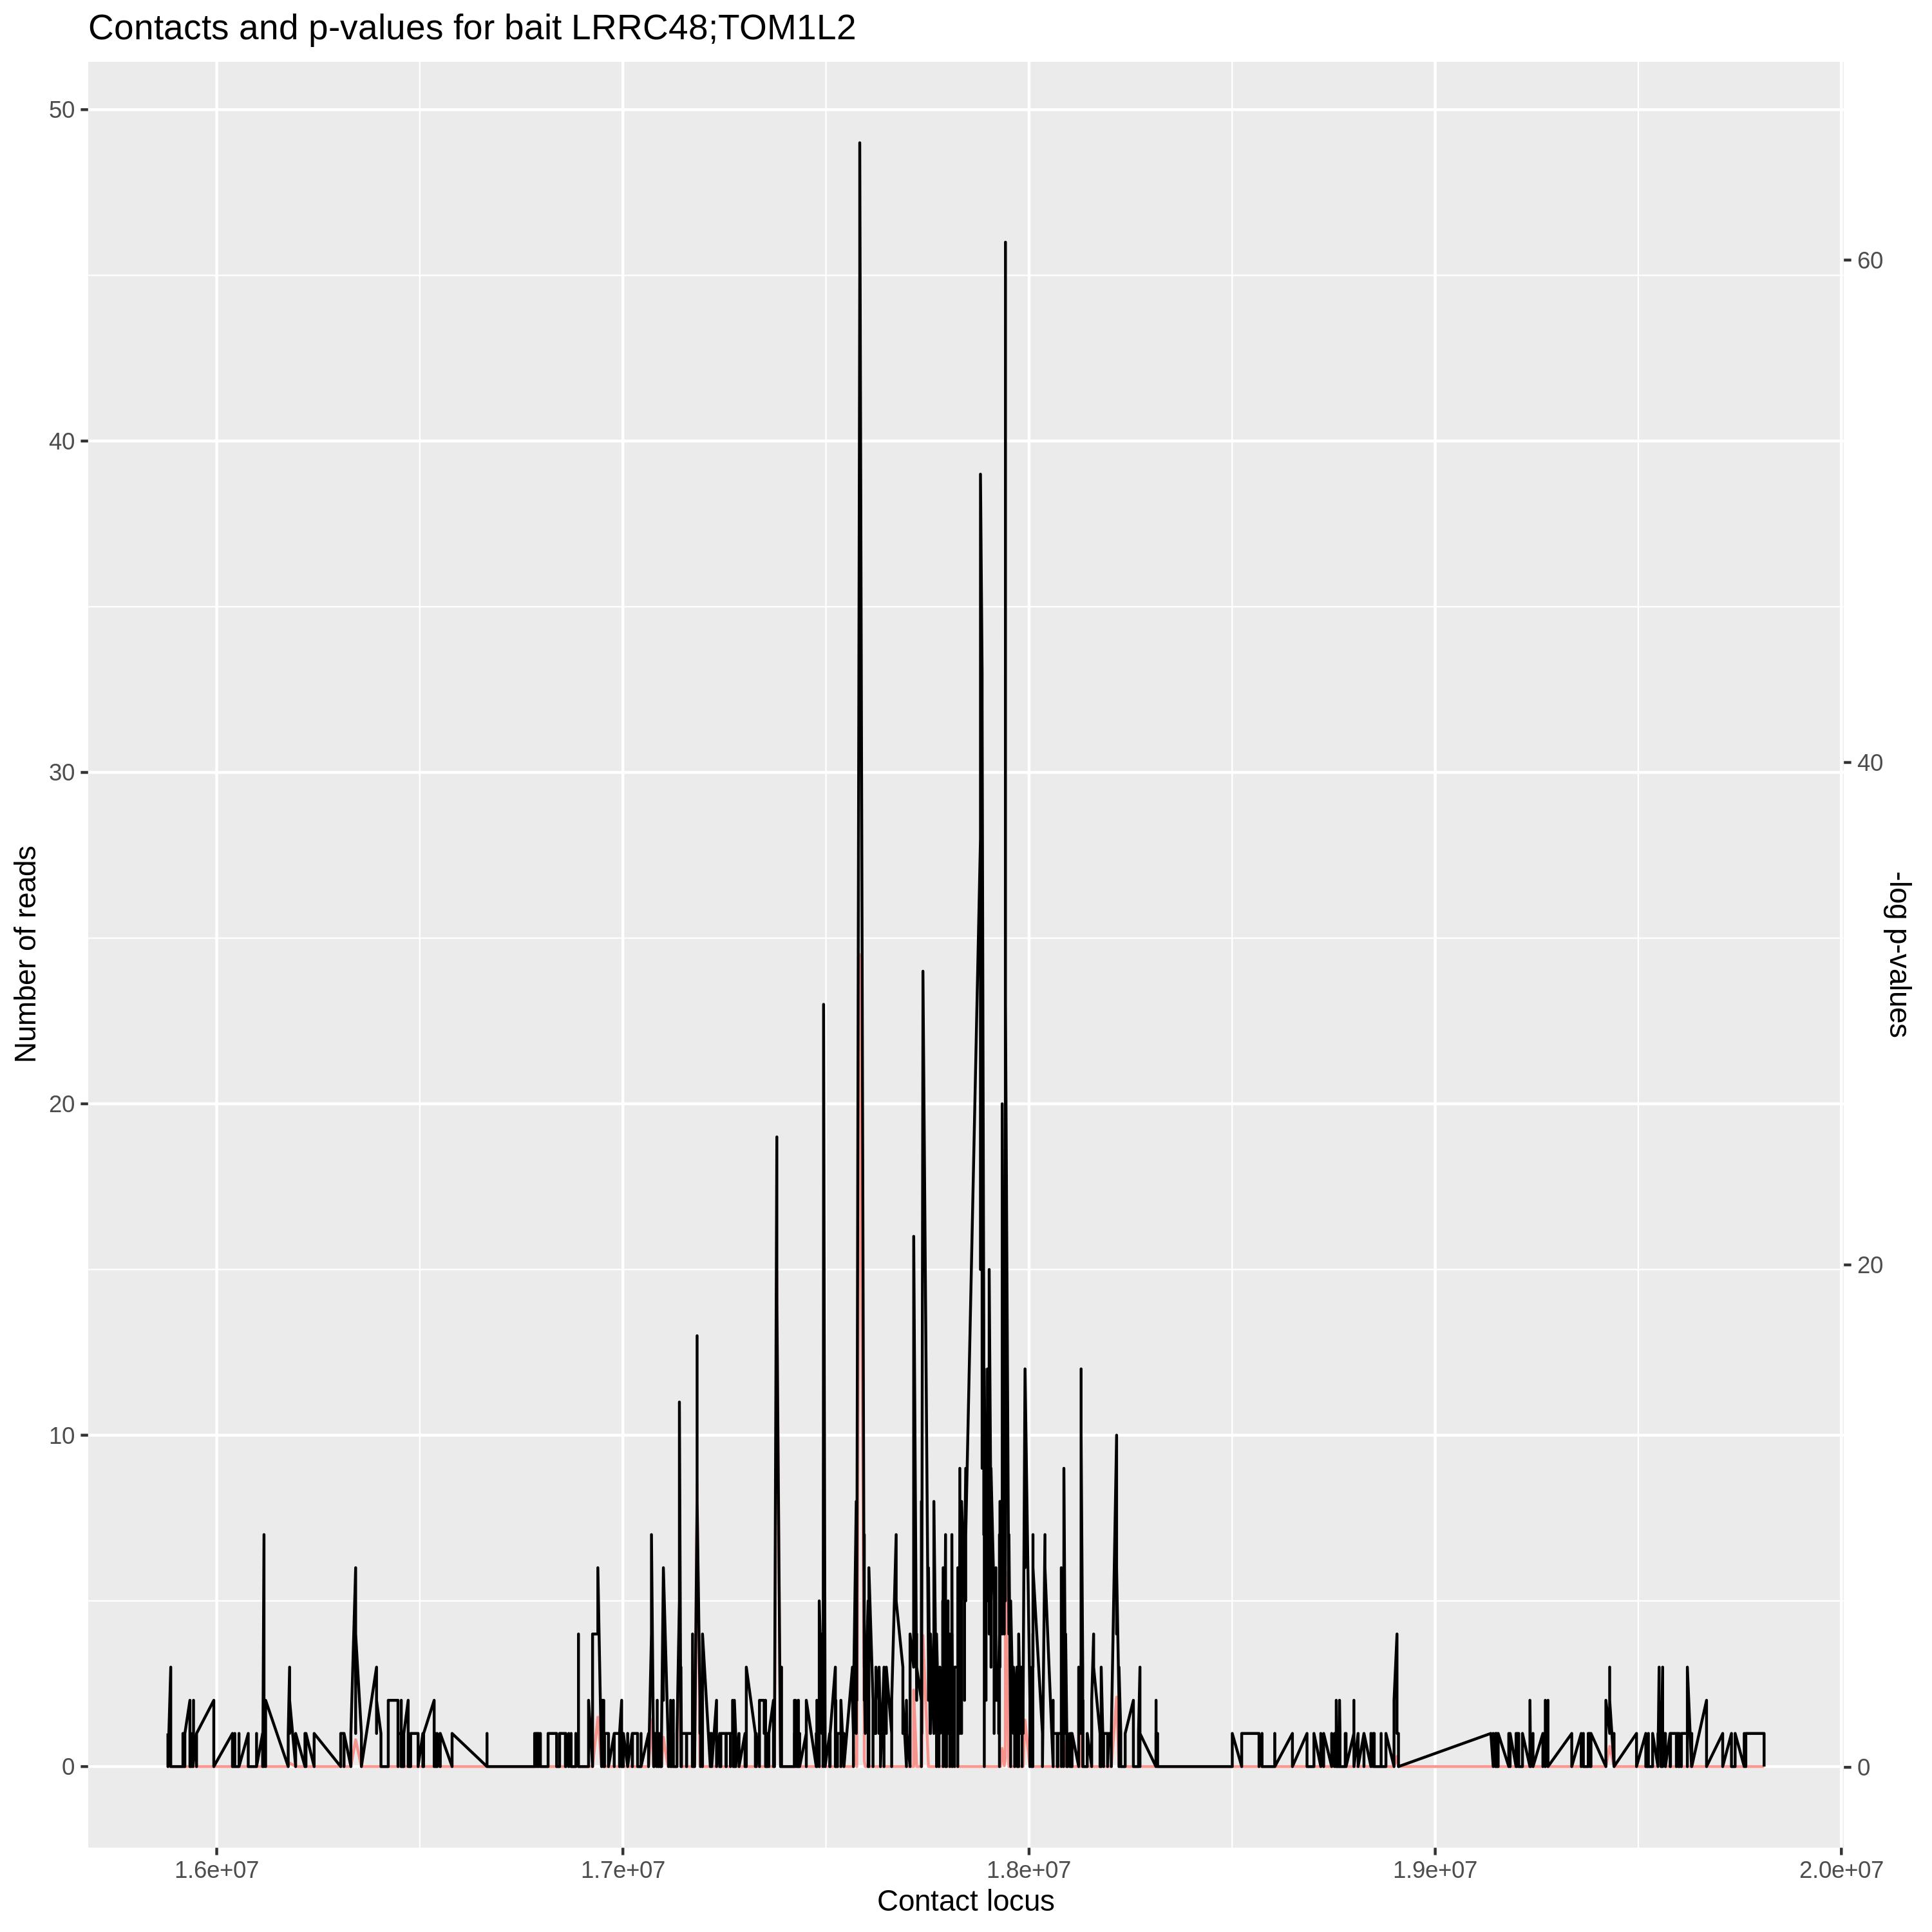 Contacts and p-values for bait LRRC48;TOM1L2
50
40
30
20
10
0
Number of reads
60
40
20
0
-log p-values
1.6e+07
1.7e+07
1.8e+07
1.9e+07
2.0e+07
Contact locus